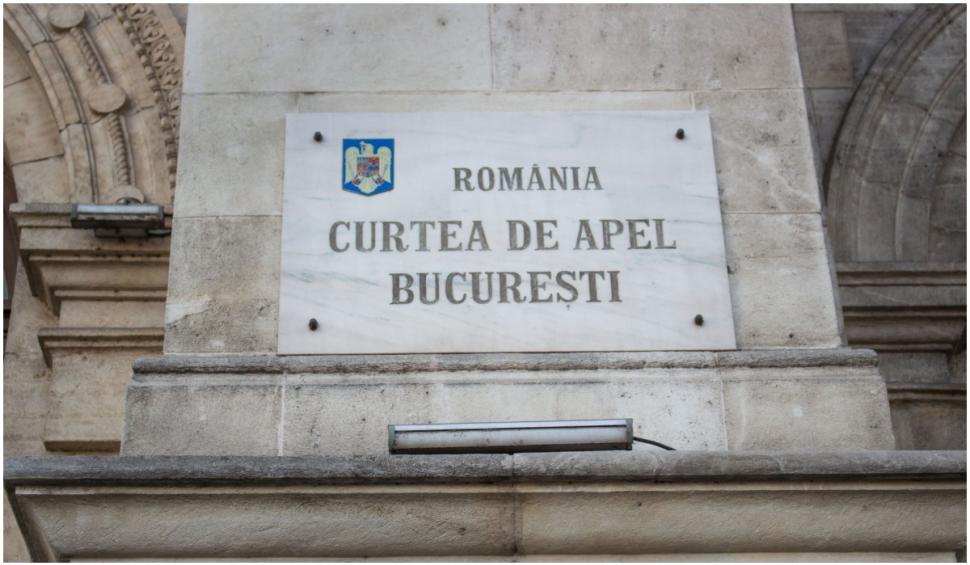 ROMÂNIA
CURTEA DE APEL
BUCUREȘTI